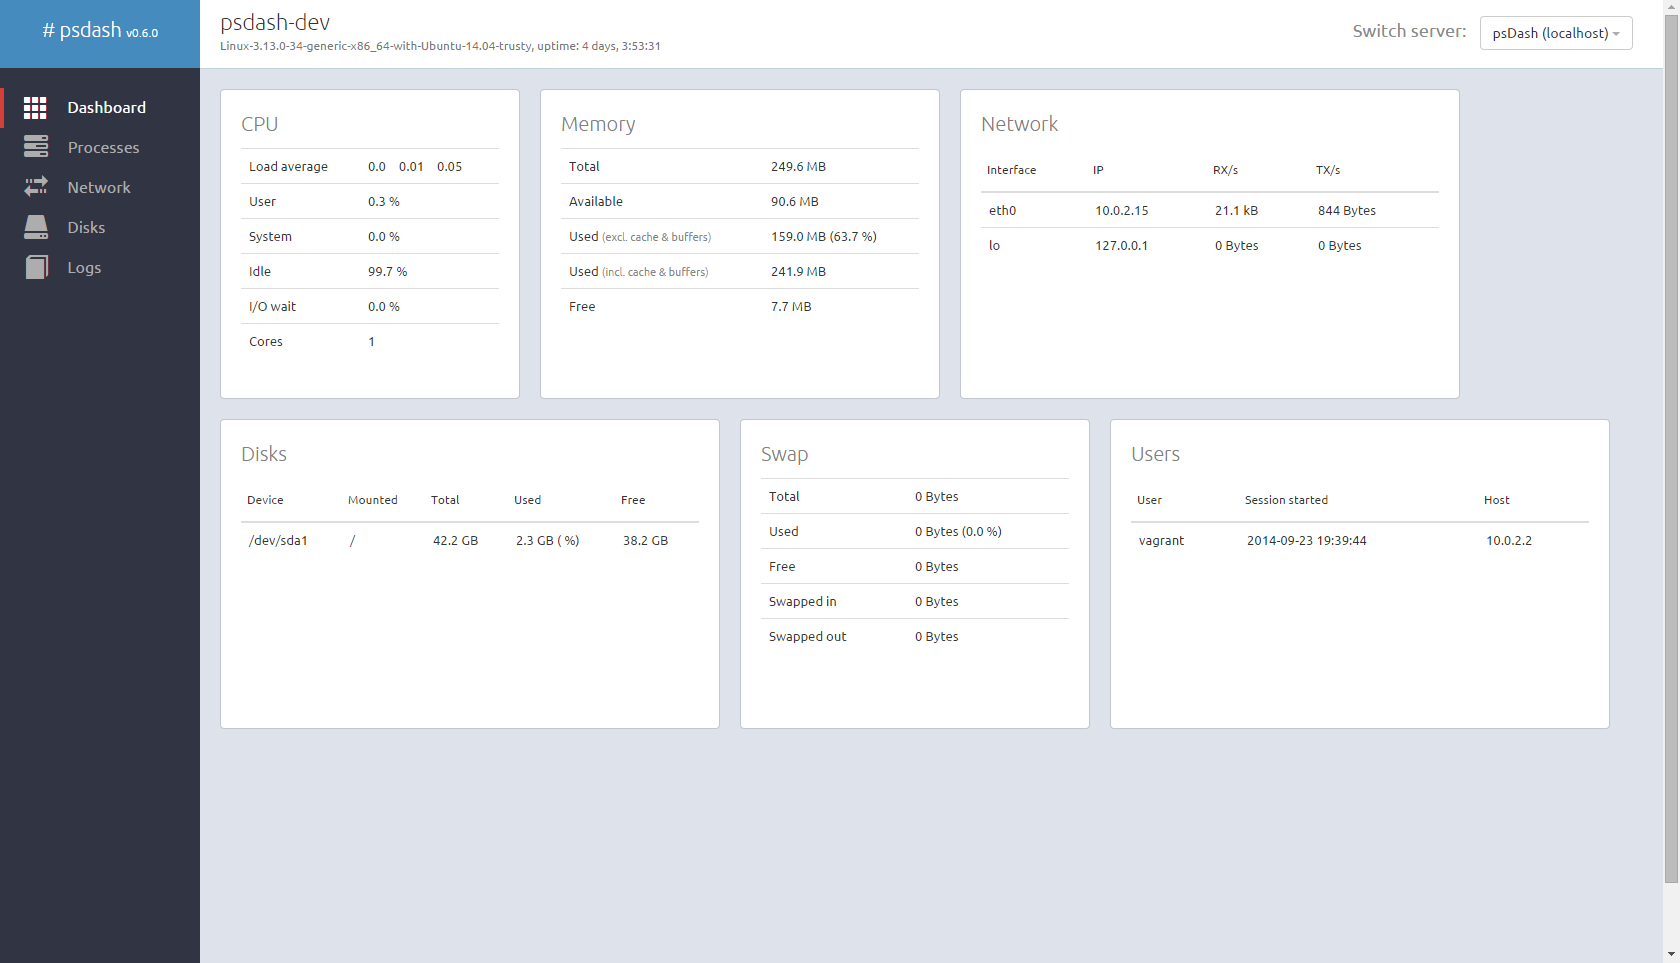 # psdash v0.6.0
Dashboard
Processes
Network
Disks
Logs
psdash-dev
Linux-3.13.0-34-generic-x86_64-with-Ubuntu-14.04-trusty, uptime: 4 days, 3:53:31
Switch server: psDash (localhost)
CPU
Load average 0.0 0.01 0.05
User 0.3 %
System 0.0 %
Idle 99.7 %
I/O wait 0.0 %
Cores 1
Memory
Total 249.6 MB
Available 90.6 MB
Used (excl. cache & buffers) 159.0 MB (63.7 %)
Used (incl. cache & buffers) 241.9 MB
Free 7.7 MB
Network
Interface IP RX/s TX/s
eth0 10.0.2.15 21.1 kB 844 Bytes
lo 127.0.0.1 0 Bytes 0 Bytes
Disks
Device Mounted Total Used Free
/dev/sda1 / 42.2 GB 2.3 GB ( %) 38.2 GB
Swap
Total 0 Bytes
Used 0 Bytes (0.0 %)
Free 0 Bytes
Swapped in 0 Bytes
Swapped out 0 Bytes
Users
User Session started Host
vagrant 2014-09-23 19:39:44 10.0.2.2